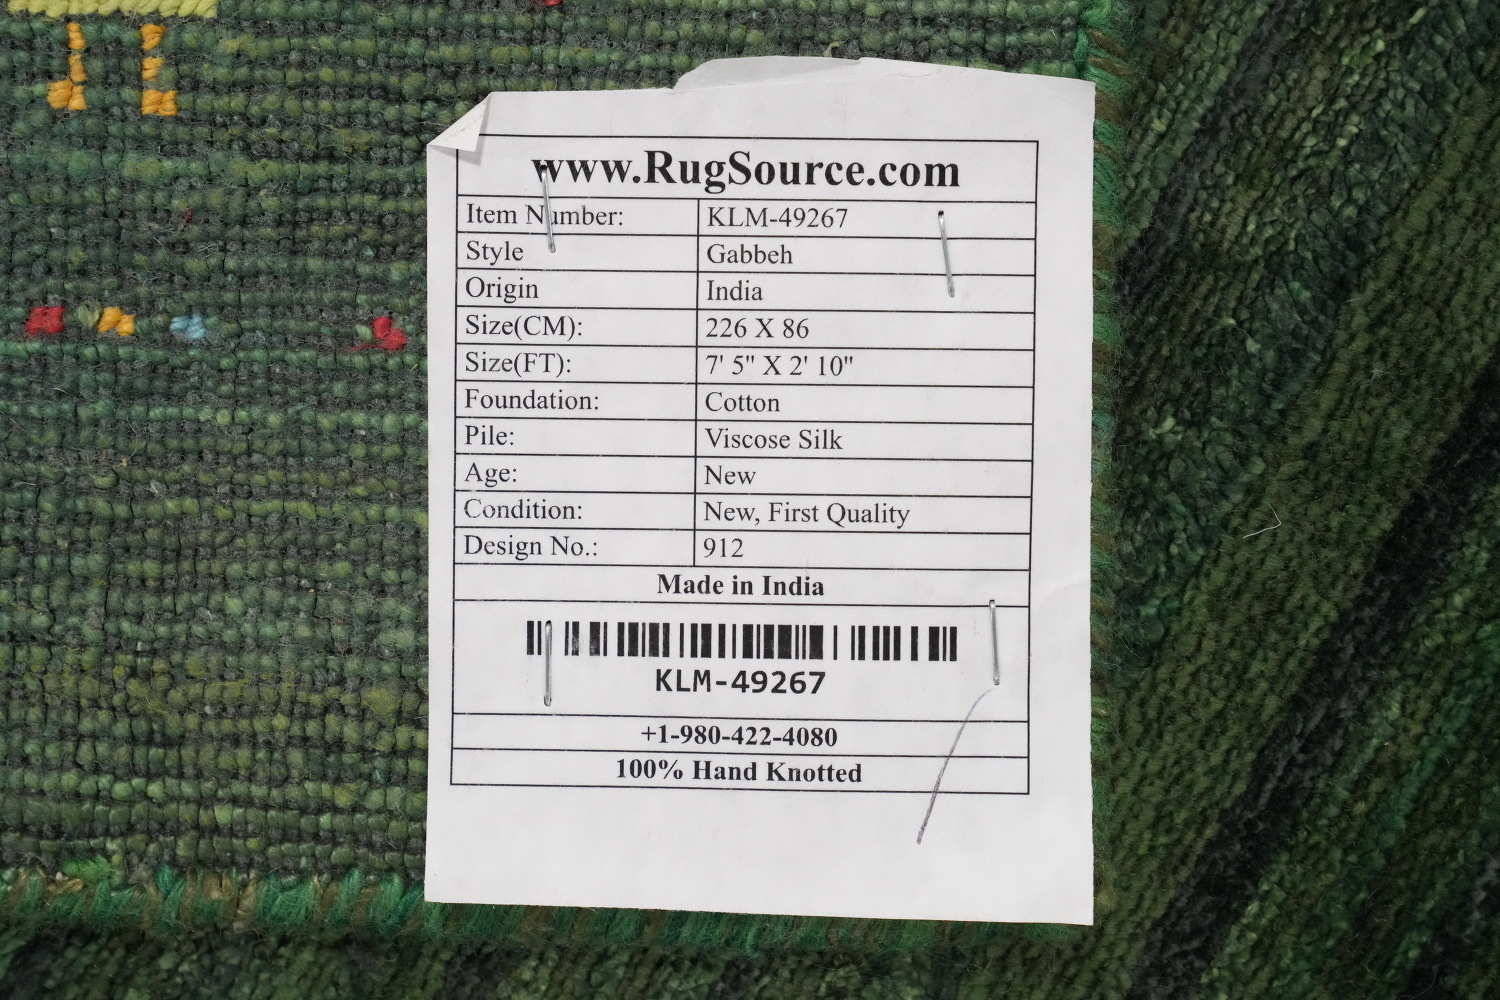 www.RugSource.com
Item Number: KLM-49267
Style Gabbeh
Origin India
Size(CM): 226 X 86
Size(FT): 7' 5" X 2' 10"
Foundation: Cotton
Pile: Viscose Silk
Age: New
Condition: New, First Quality
Design No.: 912
Made in India
KLM-49267
+1-980-422-4080
100% Hand Knotted